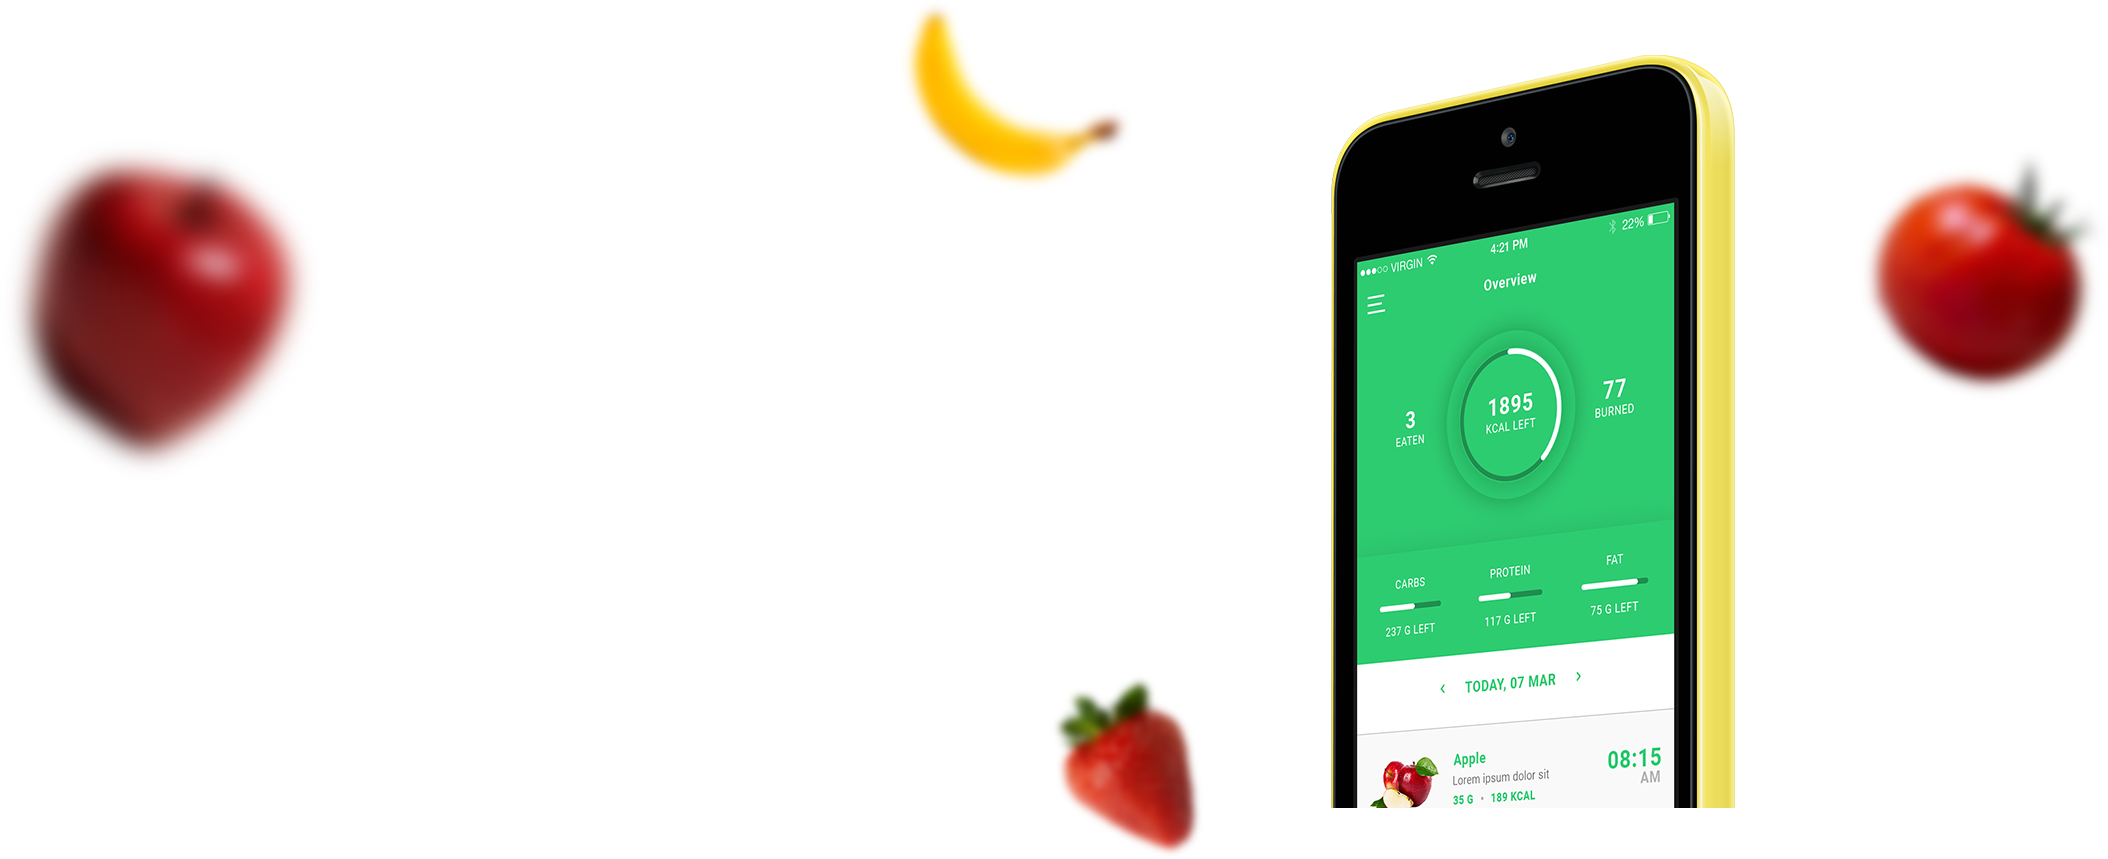 VIRGIN
4:21 PM
22%
Overview
3
EATEN
1895
KCAL LEFT
77
BURNED
CARBS
237 G LEFT
PROTEIN
117 G LEFT
FAT
75 G LEFT
‹ TODAY, 07 MAR ›
Apple
Lorem ipsum dolor sit
35 G • 189 KCAL
08:15
AM